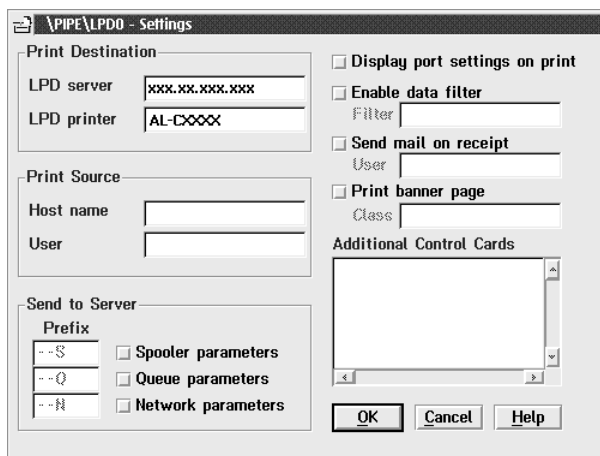 \PIPE\LPD0 - Settings
Print Destination
LPD server xxx.xx.xxx.xxx
LPD printer AL-CXXXX
Print Source
Host name
User
Send to Server
Prefix
--S Spooler parameters
--Q Queue parameters
--N Network parameters
Display port settings on print
Enable data filter
Filter
Send mail on receipt
User
Print banner page
Class
Additional Control Cards
OK Cancel Help